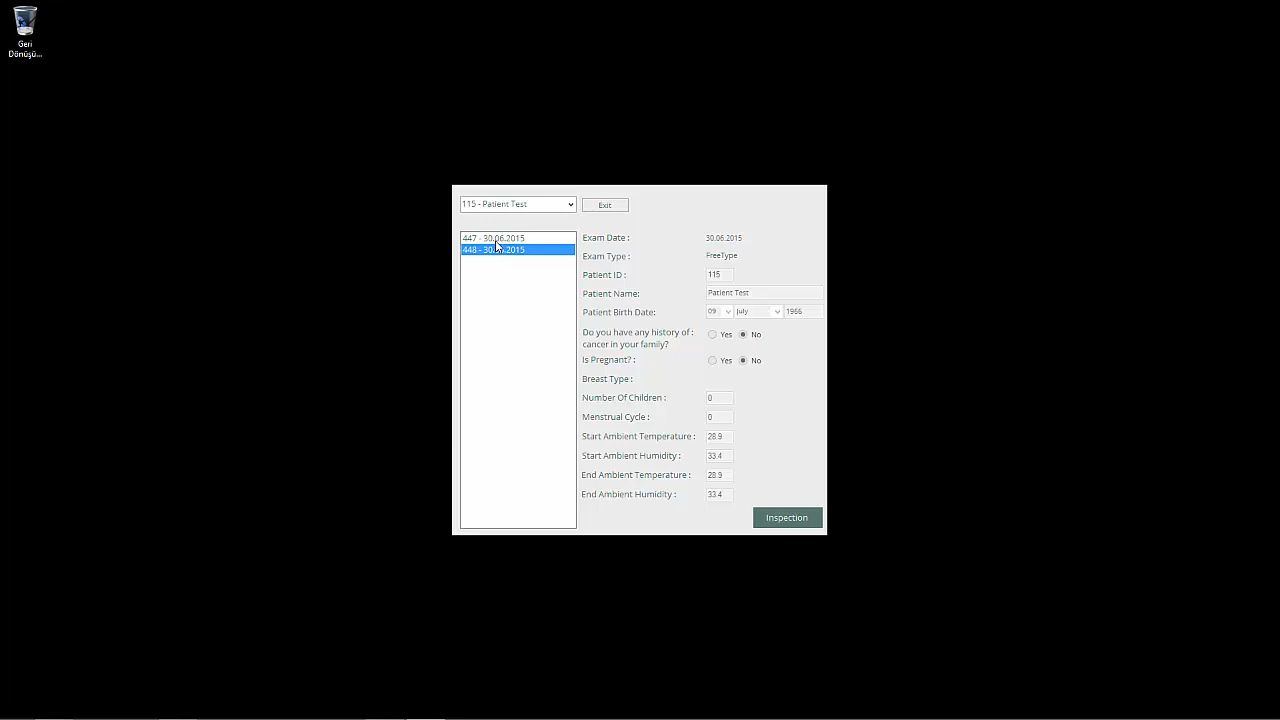 Geri
Dönüşü...
115 - Patient Test
Exit
447 - 30.06.2015
448 - 30.06.2015
Exam Date :
30.06.2015
Exam Type :
FreeType
Patient ID :
115
Patient Name:
Patient Test
Patient Birth Date:
09 July 1966
Do you have any history of :
cancer in your family?
Yes No
Is Pregnant? :
Yes No
Breast Type :
Number Of Children :
0
Menstrual Cycle :
0
Start Ambient Temperature :
28.9
Start Ambient Humidity :
33.4
End Ambient Temperature :
28.9
End Ambient Humidity :
33.4
Inspection